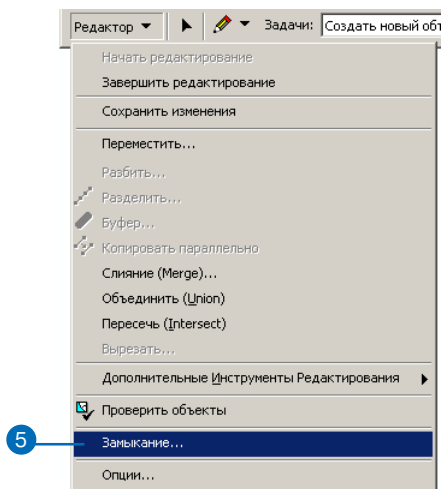 Редактор Задачи: Создать новый объ
Начать редактирование
Завершить редактирование
Сохранить изменения
Переместить...
Разбить...
Разделить...
Буфер...
Копировать параллельно
Слияние (Merge)...
Объединить (Union)
Пересечь (Intersect)
Вырезать...
Дополнительные Инструменты Редактирования
Проверить объекты
5 Замыкание...
Опции...